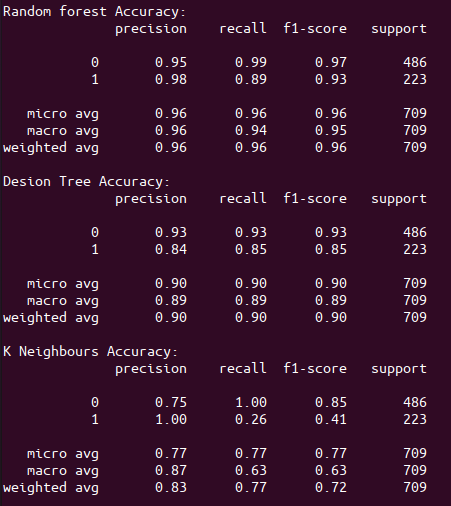 Random forest Accuracy:
precision recall f1-score support
0 0.95 0.99 0.97 486
1 0.98 0.89 0.93 223
micro avg 0.96 0.96 0.96 709
macro avg 0.96 0.94 0.95 709
weighted avg 0.96 0.96 0.96 709
Desion Tree Accuracy:
precision recall f1-score support
0 0.93 0.93 0.93 486
1 0.84 0.85 0.85 223
micro avg 0.90 0.90 0.90 709
macro avg 0.89 0.89 0.89 709
weighted avg 0.90 0.90 0.90 709
K Neighbours Accuracy:
precision recall f1-score support
0 0.75 1.00 0.85 486
1 1.00 0.26 0.41 223
micro avg 0.77 0.77 0.77 709
macro avg 0.87 0.63 0.63 709
weighted avg 0.83 0.77 0.72 709